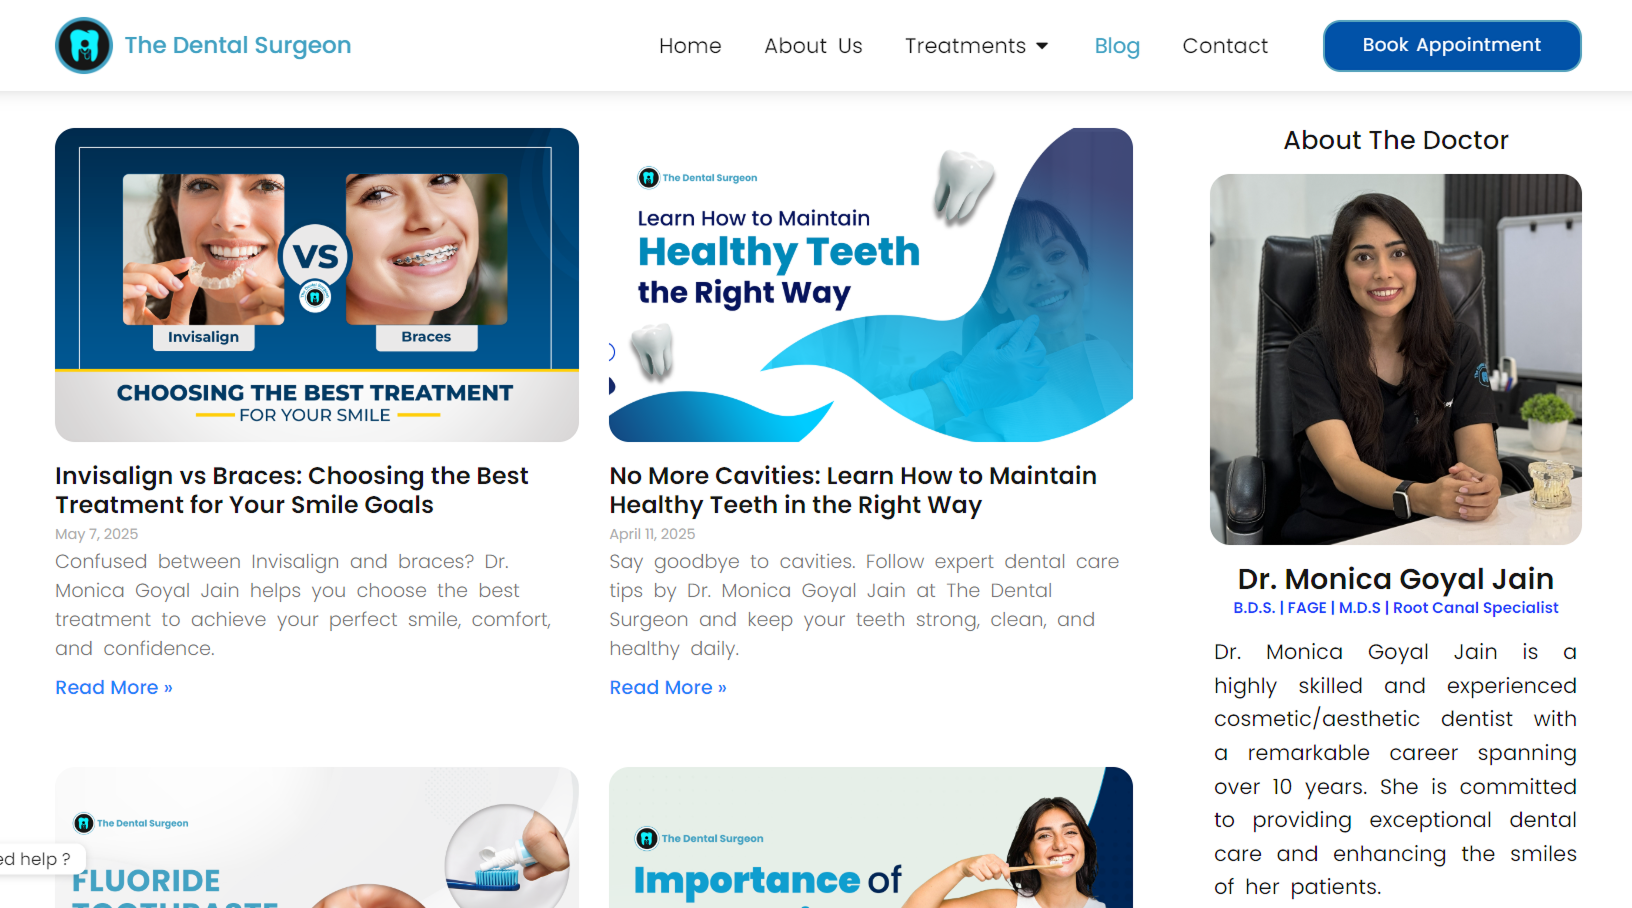 The Dental Surgeon
Home
About Us
Treatments
Blog
Contact
Book Appointment
VS
Invisalign
Braces
CHOOSING THE BEST TREATMENT
FOR YOUR SMILE
Invisalign vs Braces: Choosing the Best
Treatment for Your Smile Goals
May 7, 2025
Confused between Invisalign and braces? Dr.
Monica Goyal Jain helps you choose the best
treatment to achieve your perfect smile, comfort,
and confidence.
Read More »
The Dental Surgeon
Learn How to Maintain
Healthy Teeth
the Right Way
No More Cavities: Learn How to Maintain
Healthy Teeth in the Right Way
April 11, 2025
Say goodbye to cavities. Follow expert dental care
tips by Dr. Monica Goyal Jain at The Dental
Surgeon and keep your teeth strong, clean, and
healthy daily.
Read More »
The Dental Surgeon
FLUORIDE
TOOTHPASTE
The Dental Surgeon
Importance of
ed help ?
About The Doctor
Dr. Monica Goyal Jain
B.D.S. | FAGE | M.D.S | Root Canal Specialist
Dr. Monica Goyal Jain is a
highly skilled and experienced
cosmetic/aesthetic dentist with
a remarkable career spanning
over 10 years. She is committed
to providing exceptional dental
care and enhancing the smiles
of her patients.